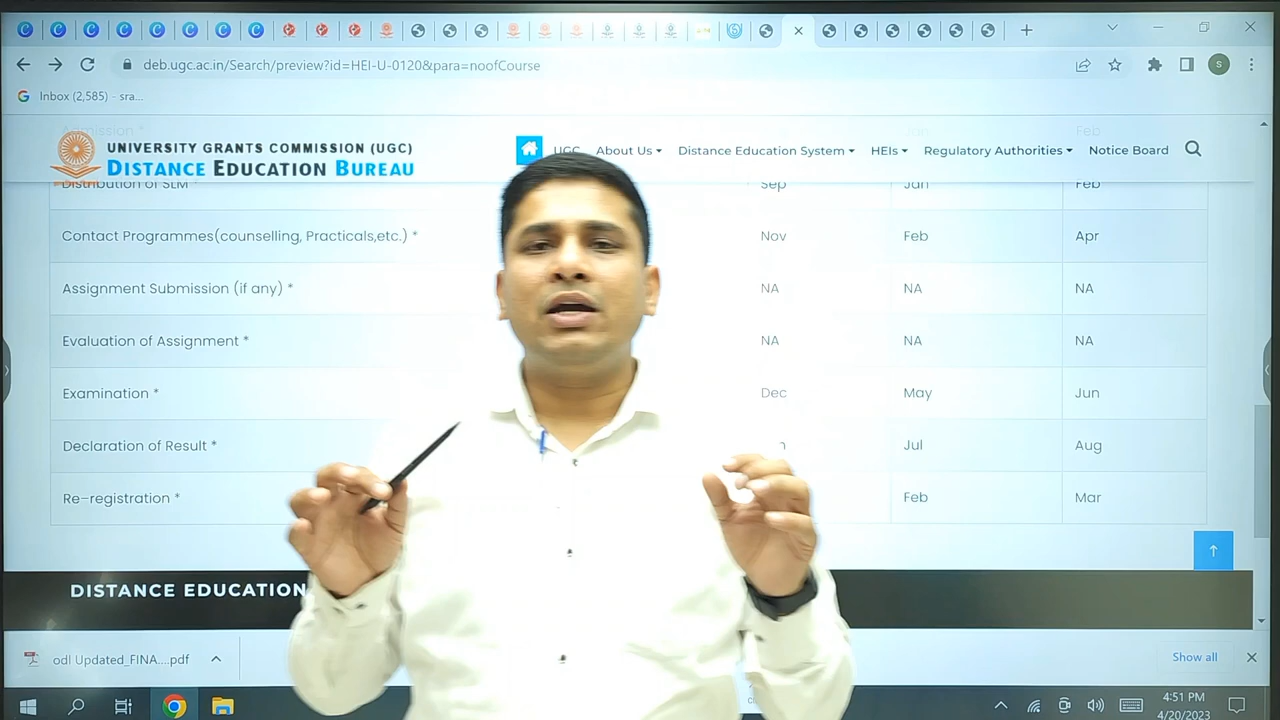 deb.ugc.ac.in/Search/preview?id=HEI-U-0120&para=noofCourse
S
Inbox (2,585) - sra...
Admission * Jan Feb
UNIVERSITY GRANTS COMMISSION (UGC)
DISTANCE EDUCATION BUREAU
UGC About Us Distance Education System HEIs Regulatory Authorities Notice Board
Distribution of SLM * Sep Jan Feb
Contact Programmes(counselling, Practicals,etc.) * Nov Feb Apr
Assignment Submission (if any) * NA NA NA
Evaluation of Assignment * NA NA NA
Examination * Dec May Jun
Declaration of Result * Jul Aug
Re-registration * Feb Mar
DISTANCE EDUCATION
odl Updated_FINA....pdf
Show all
4:51 PM
4/20/2023